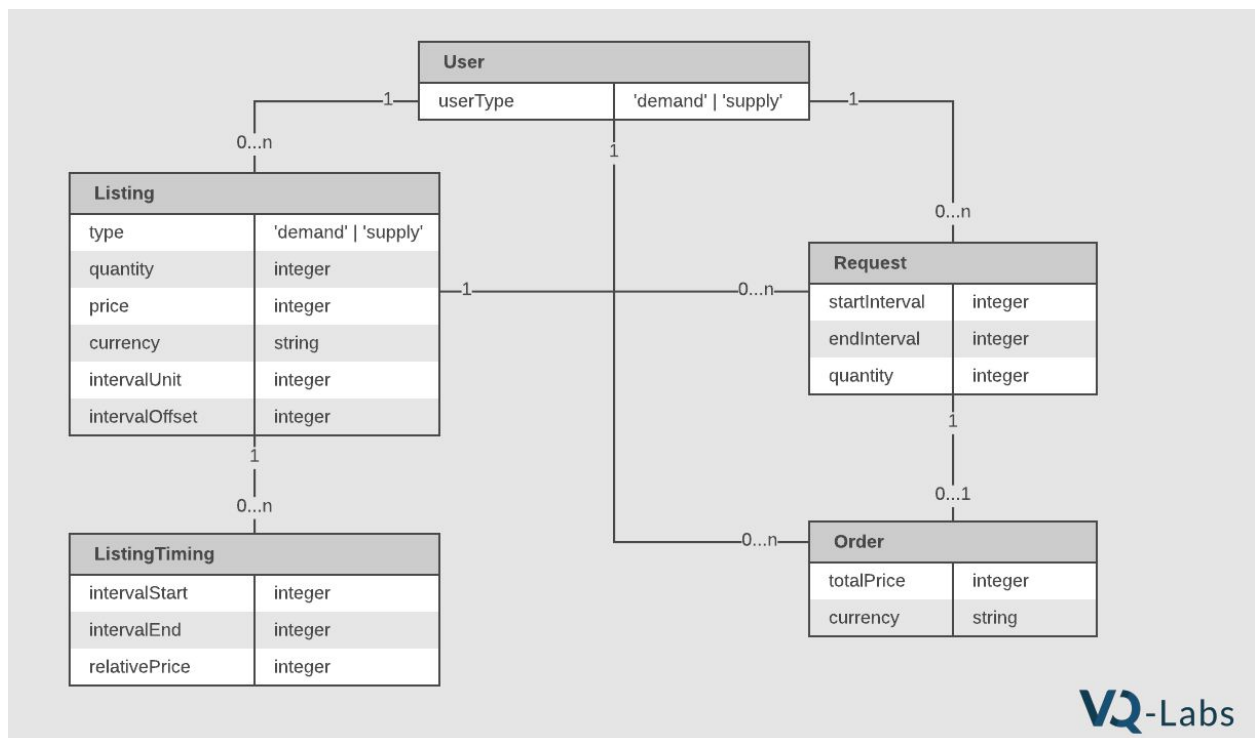 User
userType 'demand' | 'supply'
1
1
1
0...n
0...n
Listing
type 'demand' | 'supply'
quantity integer
price integer
currency string
intervalUnit integer
intervalOffset integer
1
0...n
Request
startInterval integer
endInterval integer
quantity integer
1
1
0...n
0...1
ListingTiming
intervalStart integer
intervalEnd integer
relativePrice integer
0...n
Order
totalPrice integer
currency string
VQ-Labs